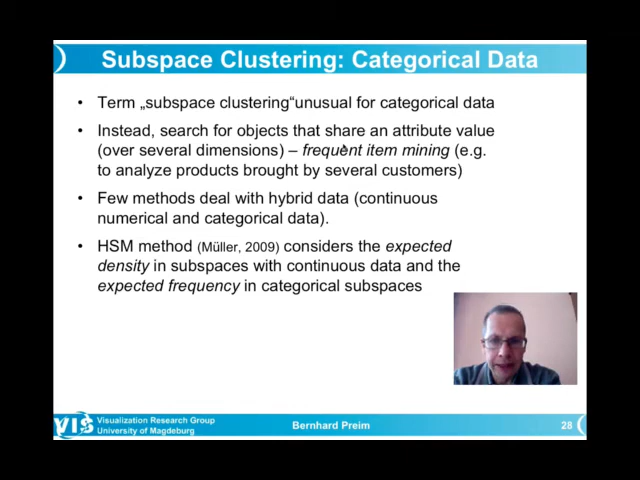 Subspace Clustering: Categorical Data
• Term „subspace clustering“unusual for categorical data
• Instead, search for objects that share an attribute value
(over several dimensions) – frequent item mining (e.g.
to analyze products brought by several customers)
• Few methods deal with hybrid data (continuous
numerical and categorical data).
• HSM method (Müller, 2009) considers the expected
density in subspaces with continuous data and the
expected frequency in categorical subspaces
VIS
Visualization Research Group
University of Magdeburg
Bernhard Preim
28